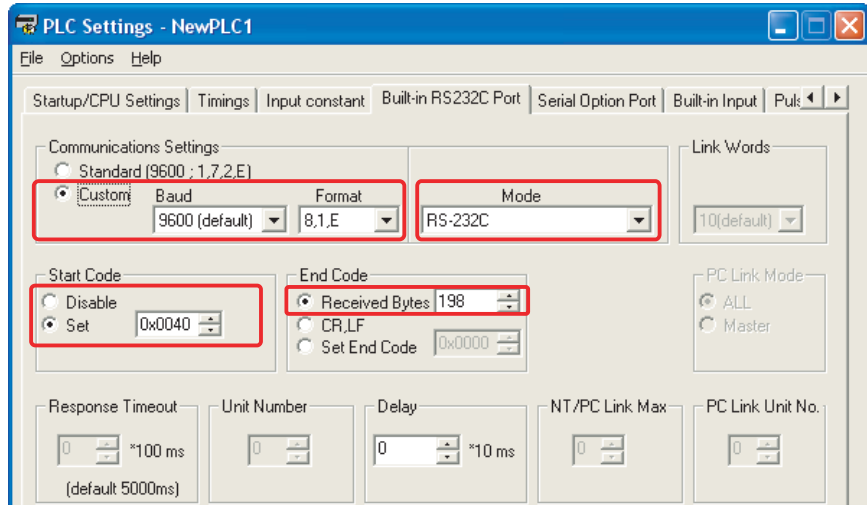 PLC Settings - NewPLC1
File Options Help
Startup/CPU Settings Timings Input constant Built-in RS232C Port Serial Option Port Built-in Input
Communications Settings Link Words
Standard (9600 ; 1,7,2,E)
Custom Baud Format Mode
9600 (default) 8,1,E RS-232C 10(default)
Start Code End Code PC Link Mode
Disable Received Bytes 198 ALL
Set 0x0040 CR,LF Master
Set End Code 0x0000
Response Timeout Unit Number Delay NT/PC Link Max PC Link Unit No.
0 *100 ms 0 0 *10 ms 0 0
(default 5000ms)